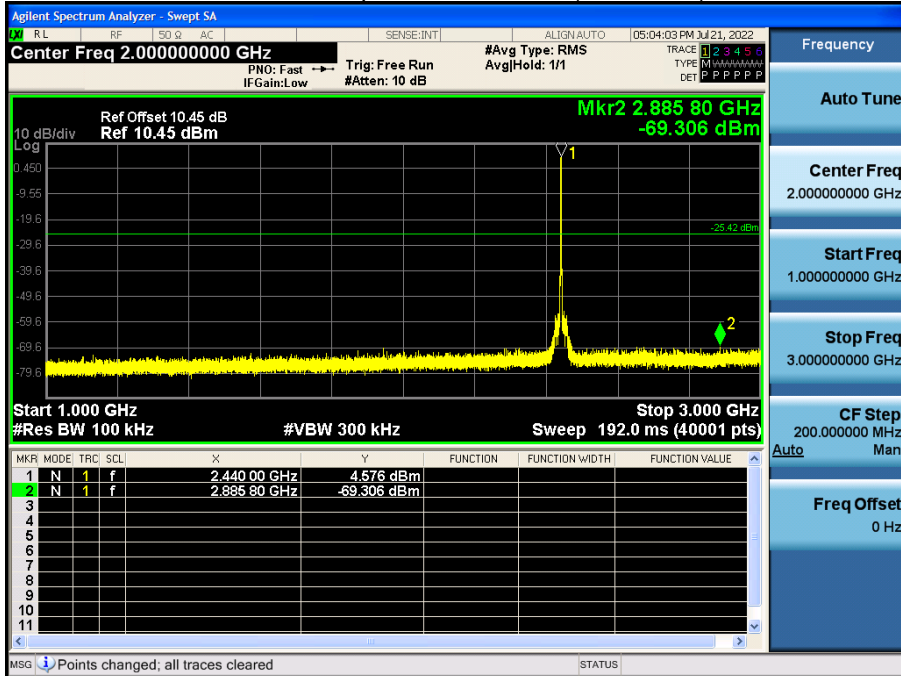 Agilent Spectrum Analyzer - Swept SA
LXI RL RF 50 Ω AC SENSE:INT ALIGN AUTO 05:04:03 PM Jul 21, 2022
Center Freq 2.000000000 GHz
PNO: Fast
IFGain:Low
Trig: Free Run
#Atten: 10 dB
#Avg Type: RMS
Avg|Hold: 1/1
TRACE 1 2 3 4 5 6
TYPE M WWWWW
DET P P P P P P
Mkr2 2.885 80 GHz
-69.306 dBm
Ref Offset 10.45 dB
10 dB/div Ref 10.45 dBm
Log
1
0.450
-9.55
-19.6
-25.42 dBm
-29.6
-39.6
-49.6
-59.6
2
-69.6
-79.6
Start 1.000 GHz Stop 3.000 GHz
#Res BW 100 kHz #VBW 300 kHz Sweep 192.0 ms (40001 pts)
MKR MODE TRC SCL X Y FUNCTION FUNCTION WIDTH FUNCTION VALUE
1 N 1 f 2.440 00 GHz 4.576 dBm
2 N 1 f 2.885 80 GHz -69.306 dBm
3
4
5
6
7
8
9
10
11
MSG Points changed; all traces cleared STATUS
Frequency
Auto Tune
Center Freq
2.000000000 GHz
Start Freq
1.000000000 GHz
Stop Freq
3.000000000 GHz
CF Step
200.000000 MHz
Auto Man
Freq Offset
0 Hz